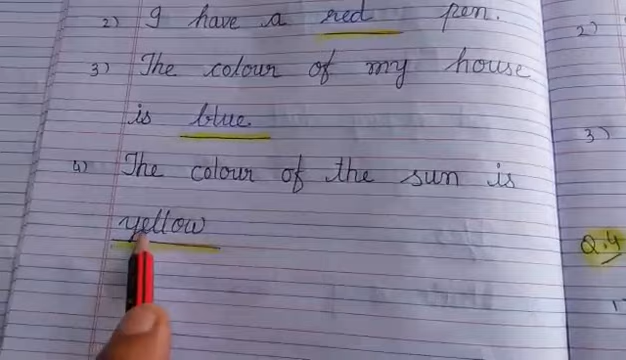 2) I have a red pen.
3) The colour of my house
is blue
4) The colour of the sun is
yellow
2)
3)
Q.4
1)